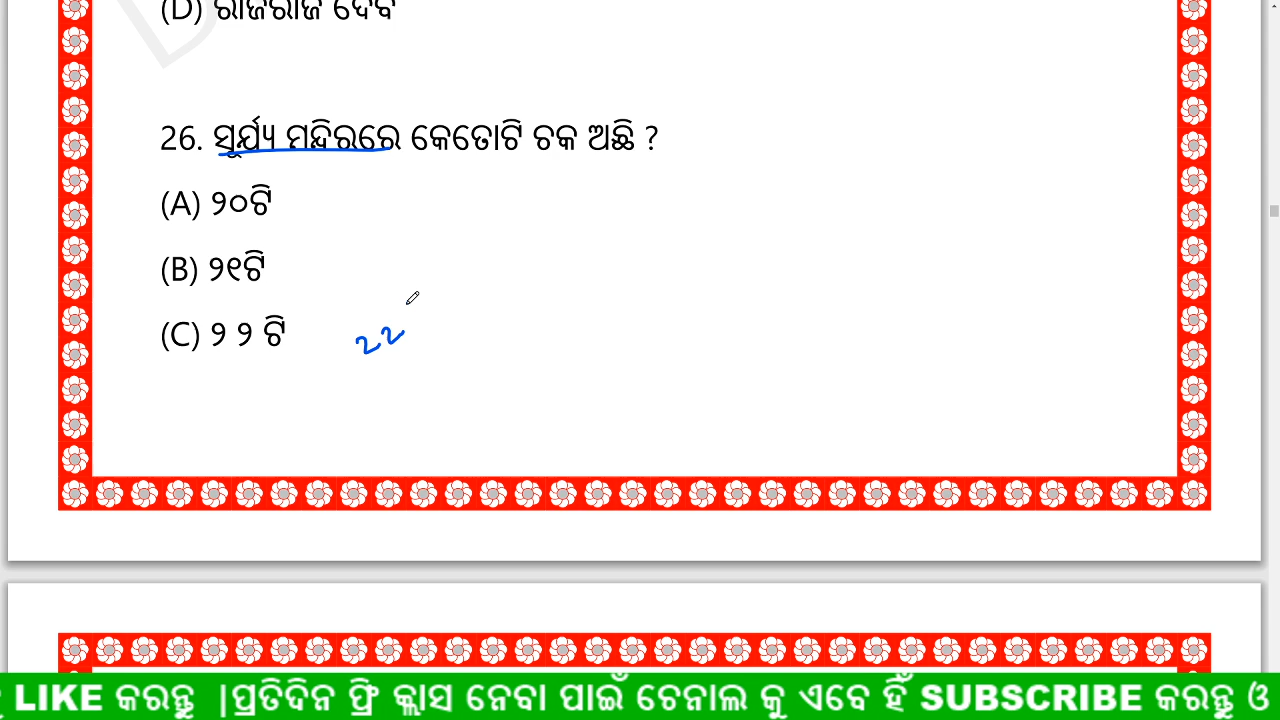 (D) ରାଜରାଜ ଦେବ
26. ସୂର୍ଯ୍ୟ ମନ୍ଦିରରେ କେତୋଟି ଚକ ଅଛି ?
(A) ୨୦ଟି
(B) ୨୧ଟି
(C) ୨ ୨ ଟି
୨୨
LIKE କରନ୍ତୁ |ପ୍ରତିଦିନ ଫ୍ରି କ୍ଲାସ ନେବା ପାଇଁ ଚେନାଲ କୁ ଏବେ ହିଁ SUBSCRIBE କରନ୍ତୁ ଓ